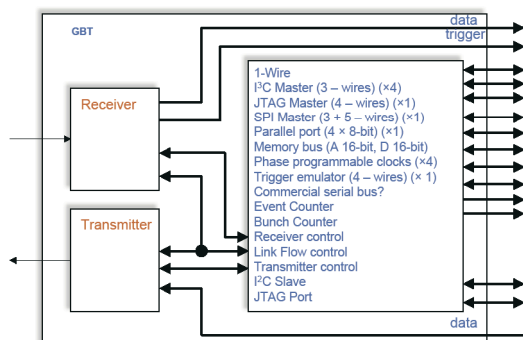 data
GBT
trigger
1-Wire
Receiver
I³C Master (3 – wires) (×4)
JTAG Master (4 – wires) (×1)
SPI Master (3 + 5 – wires) (×1)
Parallel port (4 × 8-bit) (×1)
Memory bus (A 16-bit, D 16-bit)
Phase programmable clocks (×4)
Trigger emulator (4 – wires) (× 1)
Commercial serial bus?
Event Counter
Bunch Counter
Receiver control
Link Flow control
Transmitter control
I²C Slave
JTAG Port
Transmitter
data